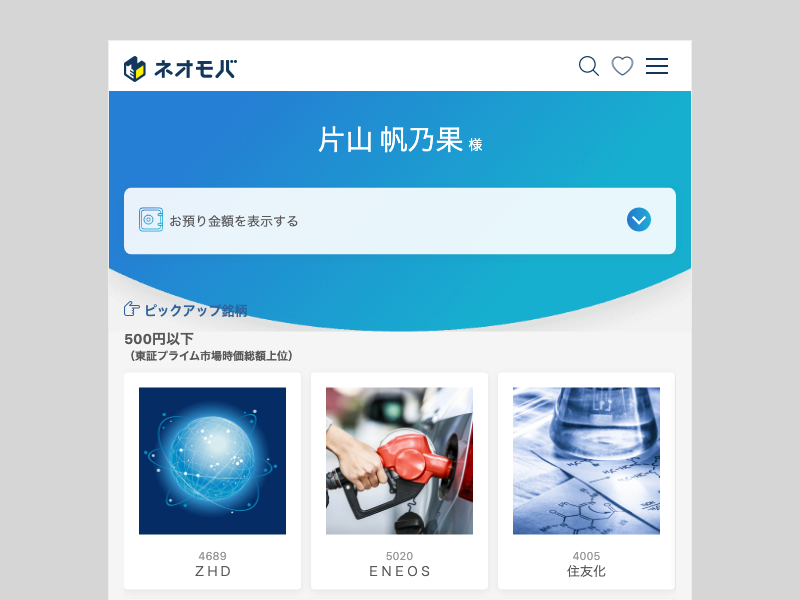 ネオモバ
片山 帆乃果 様
お預り金額を表示する
ピックアップ銘柄
500円以下
（東証プライム市場時価総額上位）
4689
ＺＨＤ
5020
ＥＮＥＯＳ
4005
住友化